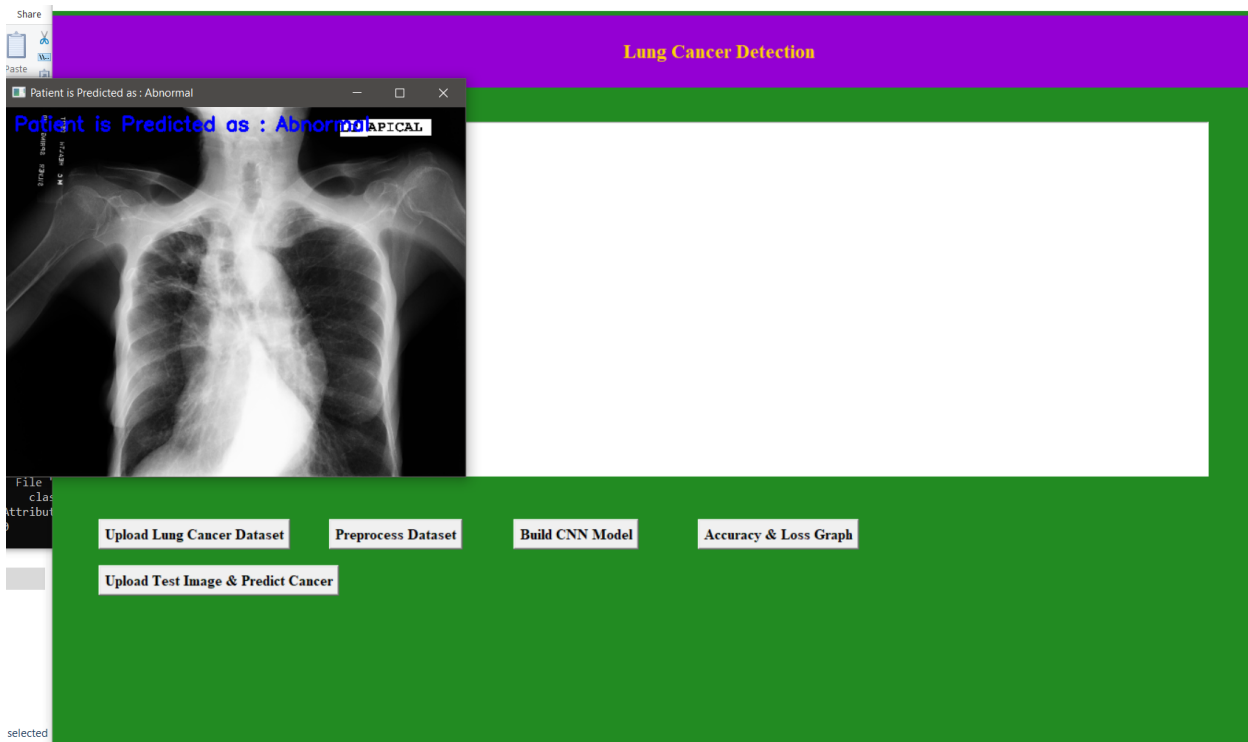 Share
Paste
Lung Cancer Detection
Patient is Predicted as : Abnormal
Patient is Predicted as : Abnormal
APICAL
File "
clas
Attribut
Upload Lung Cancer Dataset
Preprocess Dataset
Build CNN Model
Accuracy & Loss Graph
Upload Test Image & Predict Cancer
selected